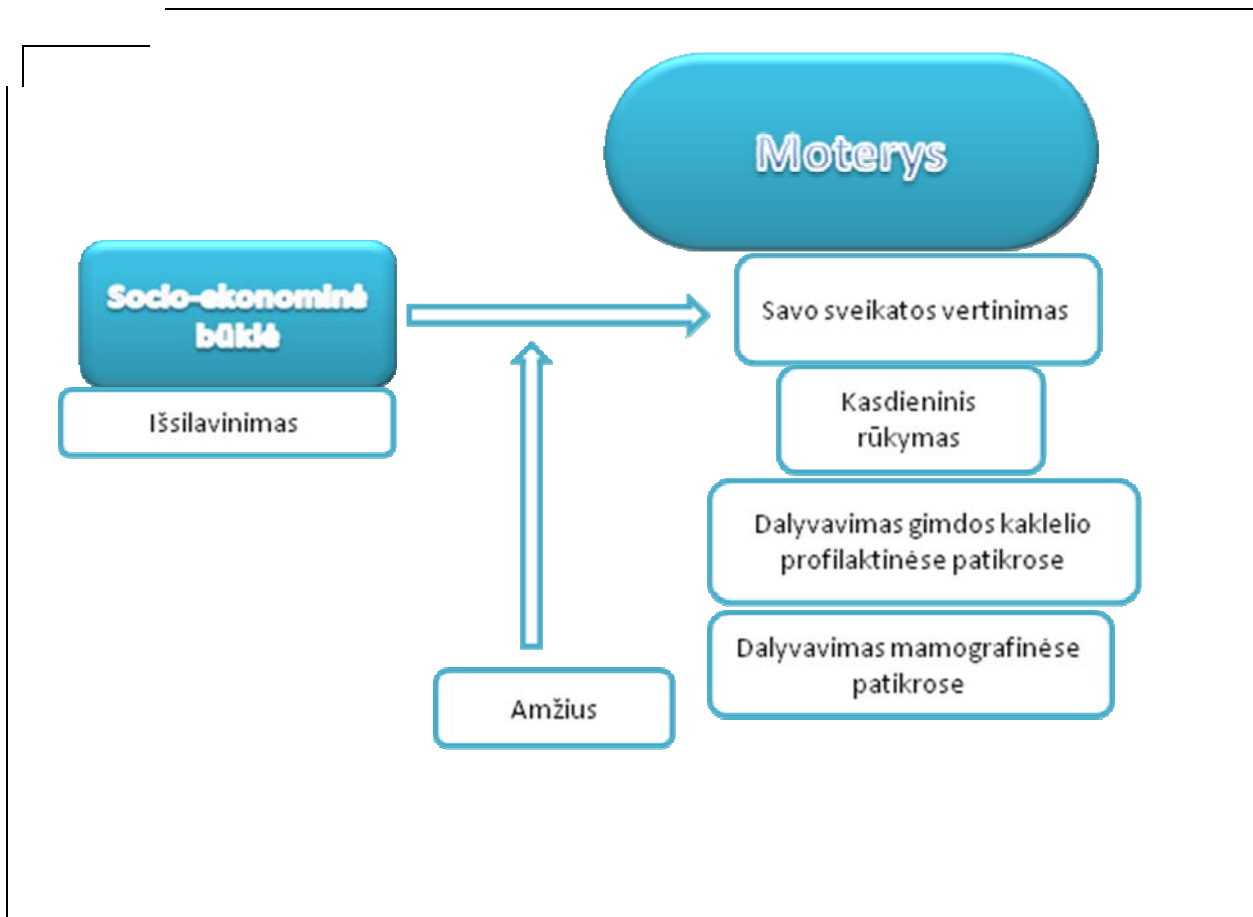 Moterys
Socio-ekonominė
būklė
Išsilavinimas
Savo sveikatos vertinimas
Kasdieninis
rūkymas
Dalyvavimas gimdos kaklelio
profilaktinėse patikrose
Dalyvavimas mamografinėse
patikrose
Amžius